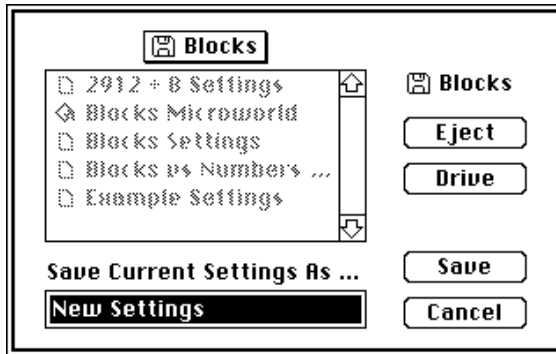 Blocks
2912 ÷ 8 Settings
Blocks Microworld
Blocks Settings
Blocks vs Numbers ...
Example Settings
Blocks
Eject
Drive
Save Current Settings As ...
New Settings
Save
Cancel